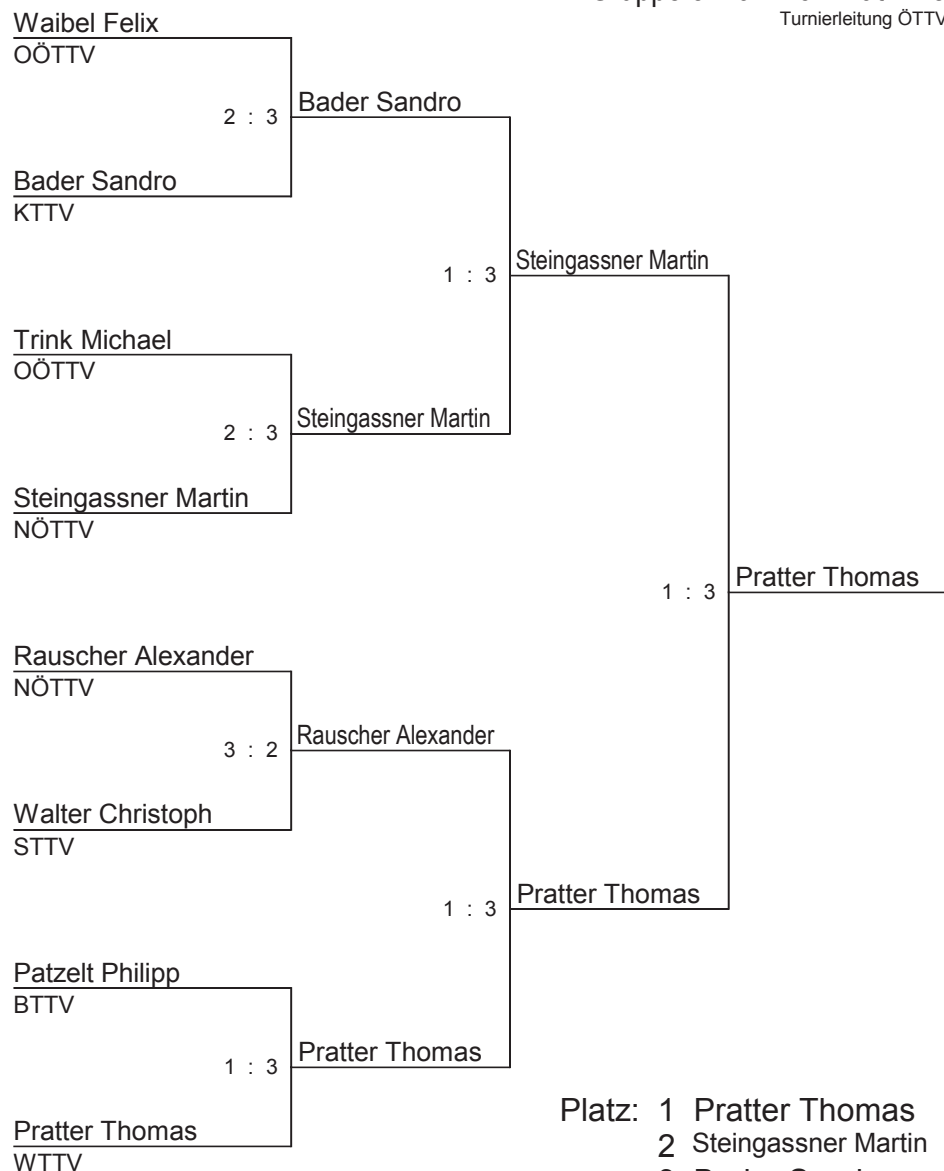 Turnierleitung ÖTTV
Waibel Felix
OÖTTV
2 : 3
Bader Sandro
Bader Sandro
KTTV
1 : 3
Steingassner Martin
Trink Michael
OÖTTV
2 : 3
Steingassner Martin
Steingassner Martin
NÖTTV
1 : 3
Pratter Thomas
Rauscher Alexander
NÖTTV
3 : 2
Rauscher Alexander
Walter Christoph
STTV
1 : 3
Pratter Thomas
Patzelt Philipp
BTTV
1 : 3
Pratter Thomas
Pratter Thomas
WTTV
Platz: 1 Pratter Thomas
2 Steingassner Martin